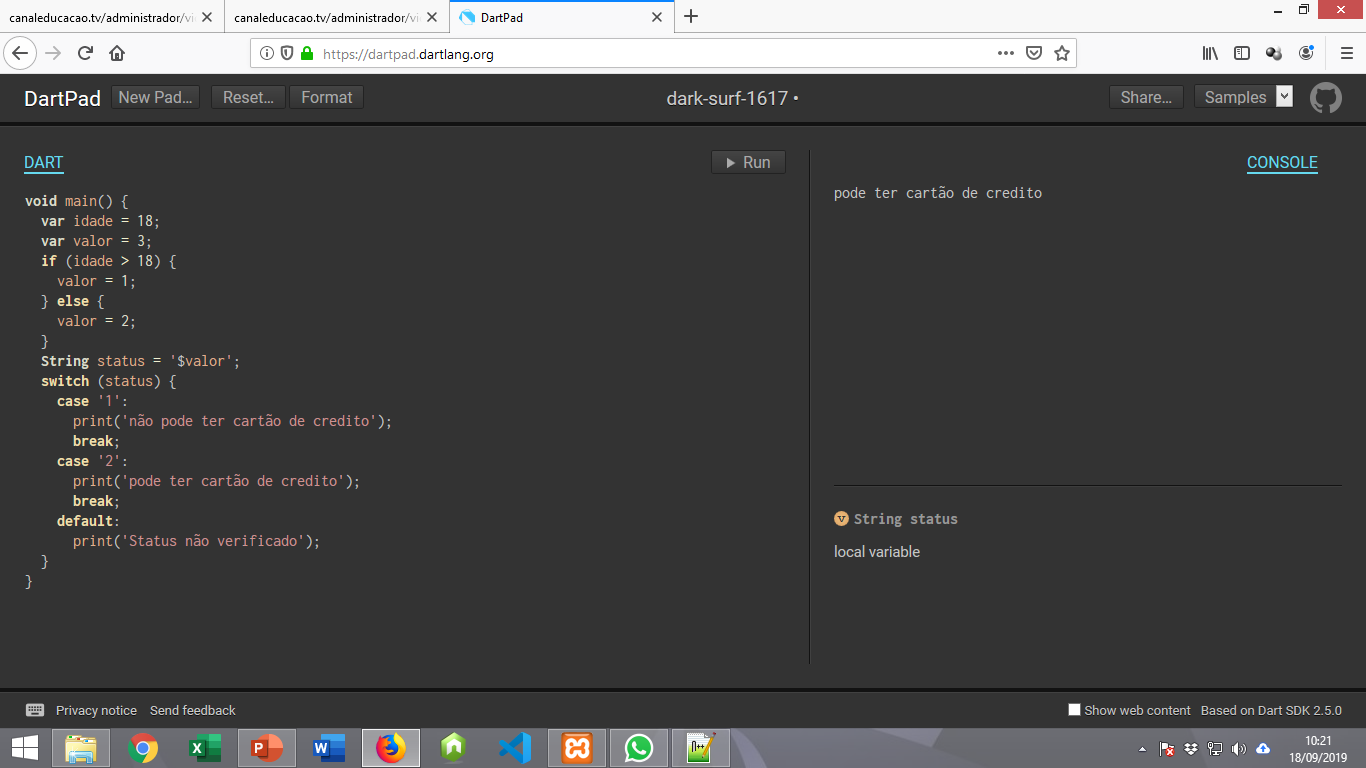 canaleducacao.tv/administrador/vi
canaleducacao.tv/administrador/vi
DartPad
https://dartpad.dartlang.org
DartPad
New Pad...
Reset...
Format
dark-surf-1617 •
Share...
Samples
DART
Run
CONSOLE
void main() {
  var idade = 18;
  var valor = 3;
  if (idade > 18) {
    valor = 1;
  } else {
    valor = 2;
  }
  String status = '$valor';
  switch (status) {
    case '1':
      print('não pode ter cartão de credito');
      break;
    case '2':
      print('pode ter cartão de credito');
      break;
    default:
      print('Status não verificado');
  }
}
pode ter cartão de credito
String status
local variable
Privacy notice
Send feedback
Show web content
Based on Dart SDK 2.5.0
10:21
18/09/2019